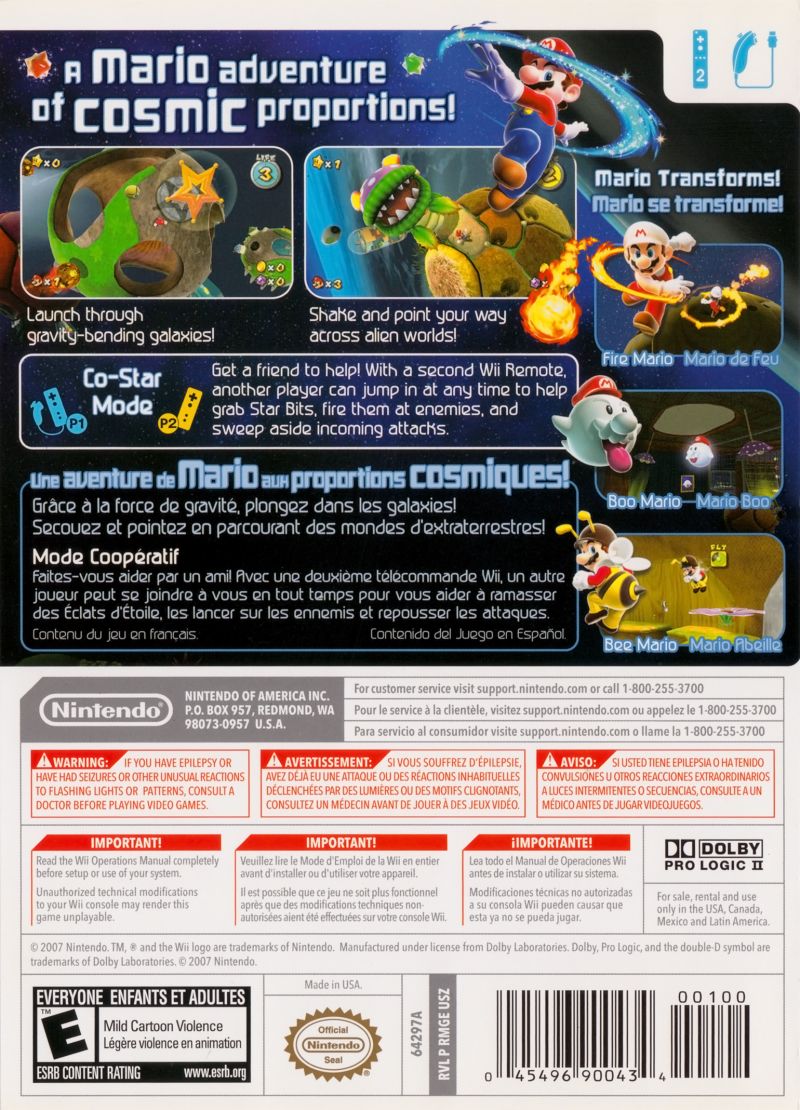 A Mario adventure
of COSMIC proportions!
2
x0
LIFE
3
x1
x0
x0
x1
3
x3
Launch through
gravity-bending galaxies!
Shake and point your way
across alien worlds!
Mario Transforms!
Mario se transforme!
Fire Mario Mario de Feu
Co-Star
Mode
P1
P2
Get a friend to help! With a second Wii Remote,
another player can jump in at any time to help
grab Star Bits, fire them at enemies, and
sweep aside incoming attacks.
Boo Mario Mario Boo
Une aventure de Mario aux proportions cosmiques!
Grâce à la force de gravité, plongez dans les galaxies!
Secouez et pointez en parcourant des mondes d'extraterrestres!
Mode Coopératif
Faites-vous aider par un ami! Avec une deuxième télécommande Wii, un autre
joueur peut se joindre à vous en tout temps pour vous aider à ramasser
des Éclats d'Étoile, les lancer sur les ennemis et repousser les attaques.
Contenu du jeu en français.
Contenido del Juego en Español.
FLY
Bee Mario Mario Abeille
Nintendo
NINTENDO OF AMERICA INC.
P.O. BOX 957, REDMOND, WA
98073-0957 U.S.A.
For customer service visit support.nintendo.com or call 1-800-255-3700
Pour le service à la clientèle, visitez support.nintendo.com ou appelez le 1-800-255-3700
Para servicio al consumidor visite support.nintendo.com o llame la 1-800-255-3700
WARNING: IF YOU HAVE EPILEPSY OR
HAVE HAD SEIZURES OR OTHER UNUSUAL REACTIONS
TO FLASHING LIGHTS OR PATTERNS, CONSULT A
DOCTOR BEFORE PLAYING VIDEO GAMES.
AVERTISSEMENT: SI VOUS SOUFFREZ D'ÉPILEPSIE,
AVEZ DÉJÀ EU UNE ATTAQUE OU DES RÉACTIONS INHABITUELLES
DÉCLENCHÉES PAR DES LUMIÈRES OU DES MOTIFS CLIGNOTANTS,
CONSULTEZ UN MÉDECIN AVANT DE JOUER À DES JEUX VIDÉO.
AVISO: SI USTED TIENE EPILEPSIA O HA TENIDO
CONVULSIONES U OTROS REACCIONES EXTRAORDINARIOS
A LUCES INTERMITENTES O SECUENCIAS, CONSULTE A UN
MÉDICO ANTES DE JUGAR VIDEOJUEGOS.
IMPORTANT!
Read the Wii Operations Manual completely
before setup or use of your system.
Unauthorized technical modifications
to your Wii console may render this
game unplayable.
IMPORTANT!
Veuillez lire le Mode d'Emploi de la Wii en entier
avant d'installer ou d'utiliser votre appareil.
Il est possible que ce jeu ne soit plus fonctionnel
après que des modifications techniques non-
autorisées aient été effectuées sur votre console Wii.
¡IMPORTANTE!
Lea todo el Manual de Operaciones Wii
antes de instalar o utilizar su sistema.
Modificaciones técnicas no autorizadas
a su consola Wii pueden causar que
esta ya no se pueda jugar.
DOLBY
PRO LOGIC II
For sale, rental and use
only in the USA, Canada,
Mexico and Latin America.
© 2007 Nintendo. TM, ® and the Wii logo are trademarks of Nintendo. Manufactured under license from Dolby Laboratories. Dolby, Pro Logic, and the double-D symbol are
trademarks of Dolby Laboratories. © 2007 Nintendo.
EVERYONE ENFANTS ET ADULTES
E
TM
Mild Cartoon Violence
Légère violence en animation
ESRB CONTENT RATING www.esrb.org
Made in USA.
Official
Nintendo
Seal
®
64297A
RVL P RMGE USZ
00100
0 45496 90043 4